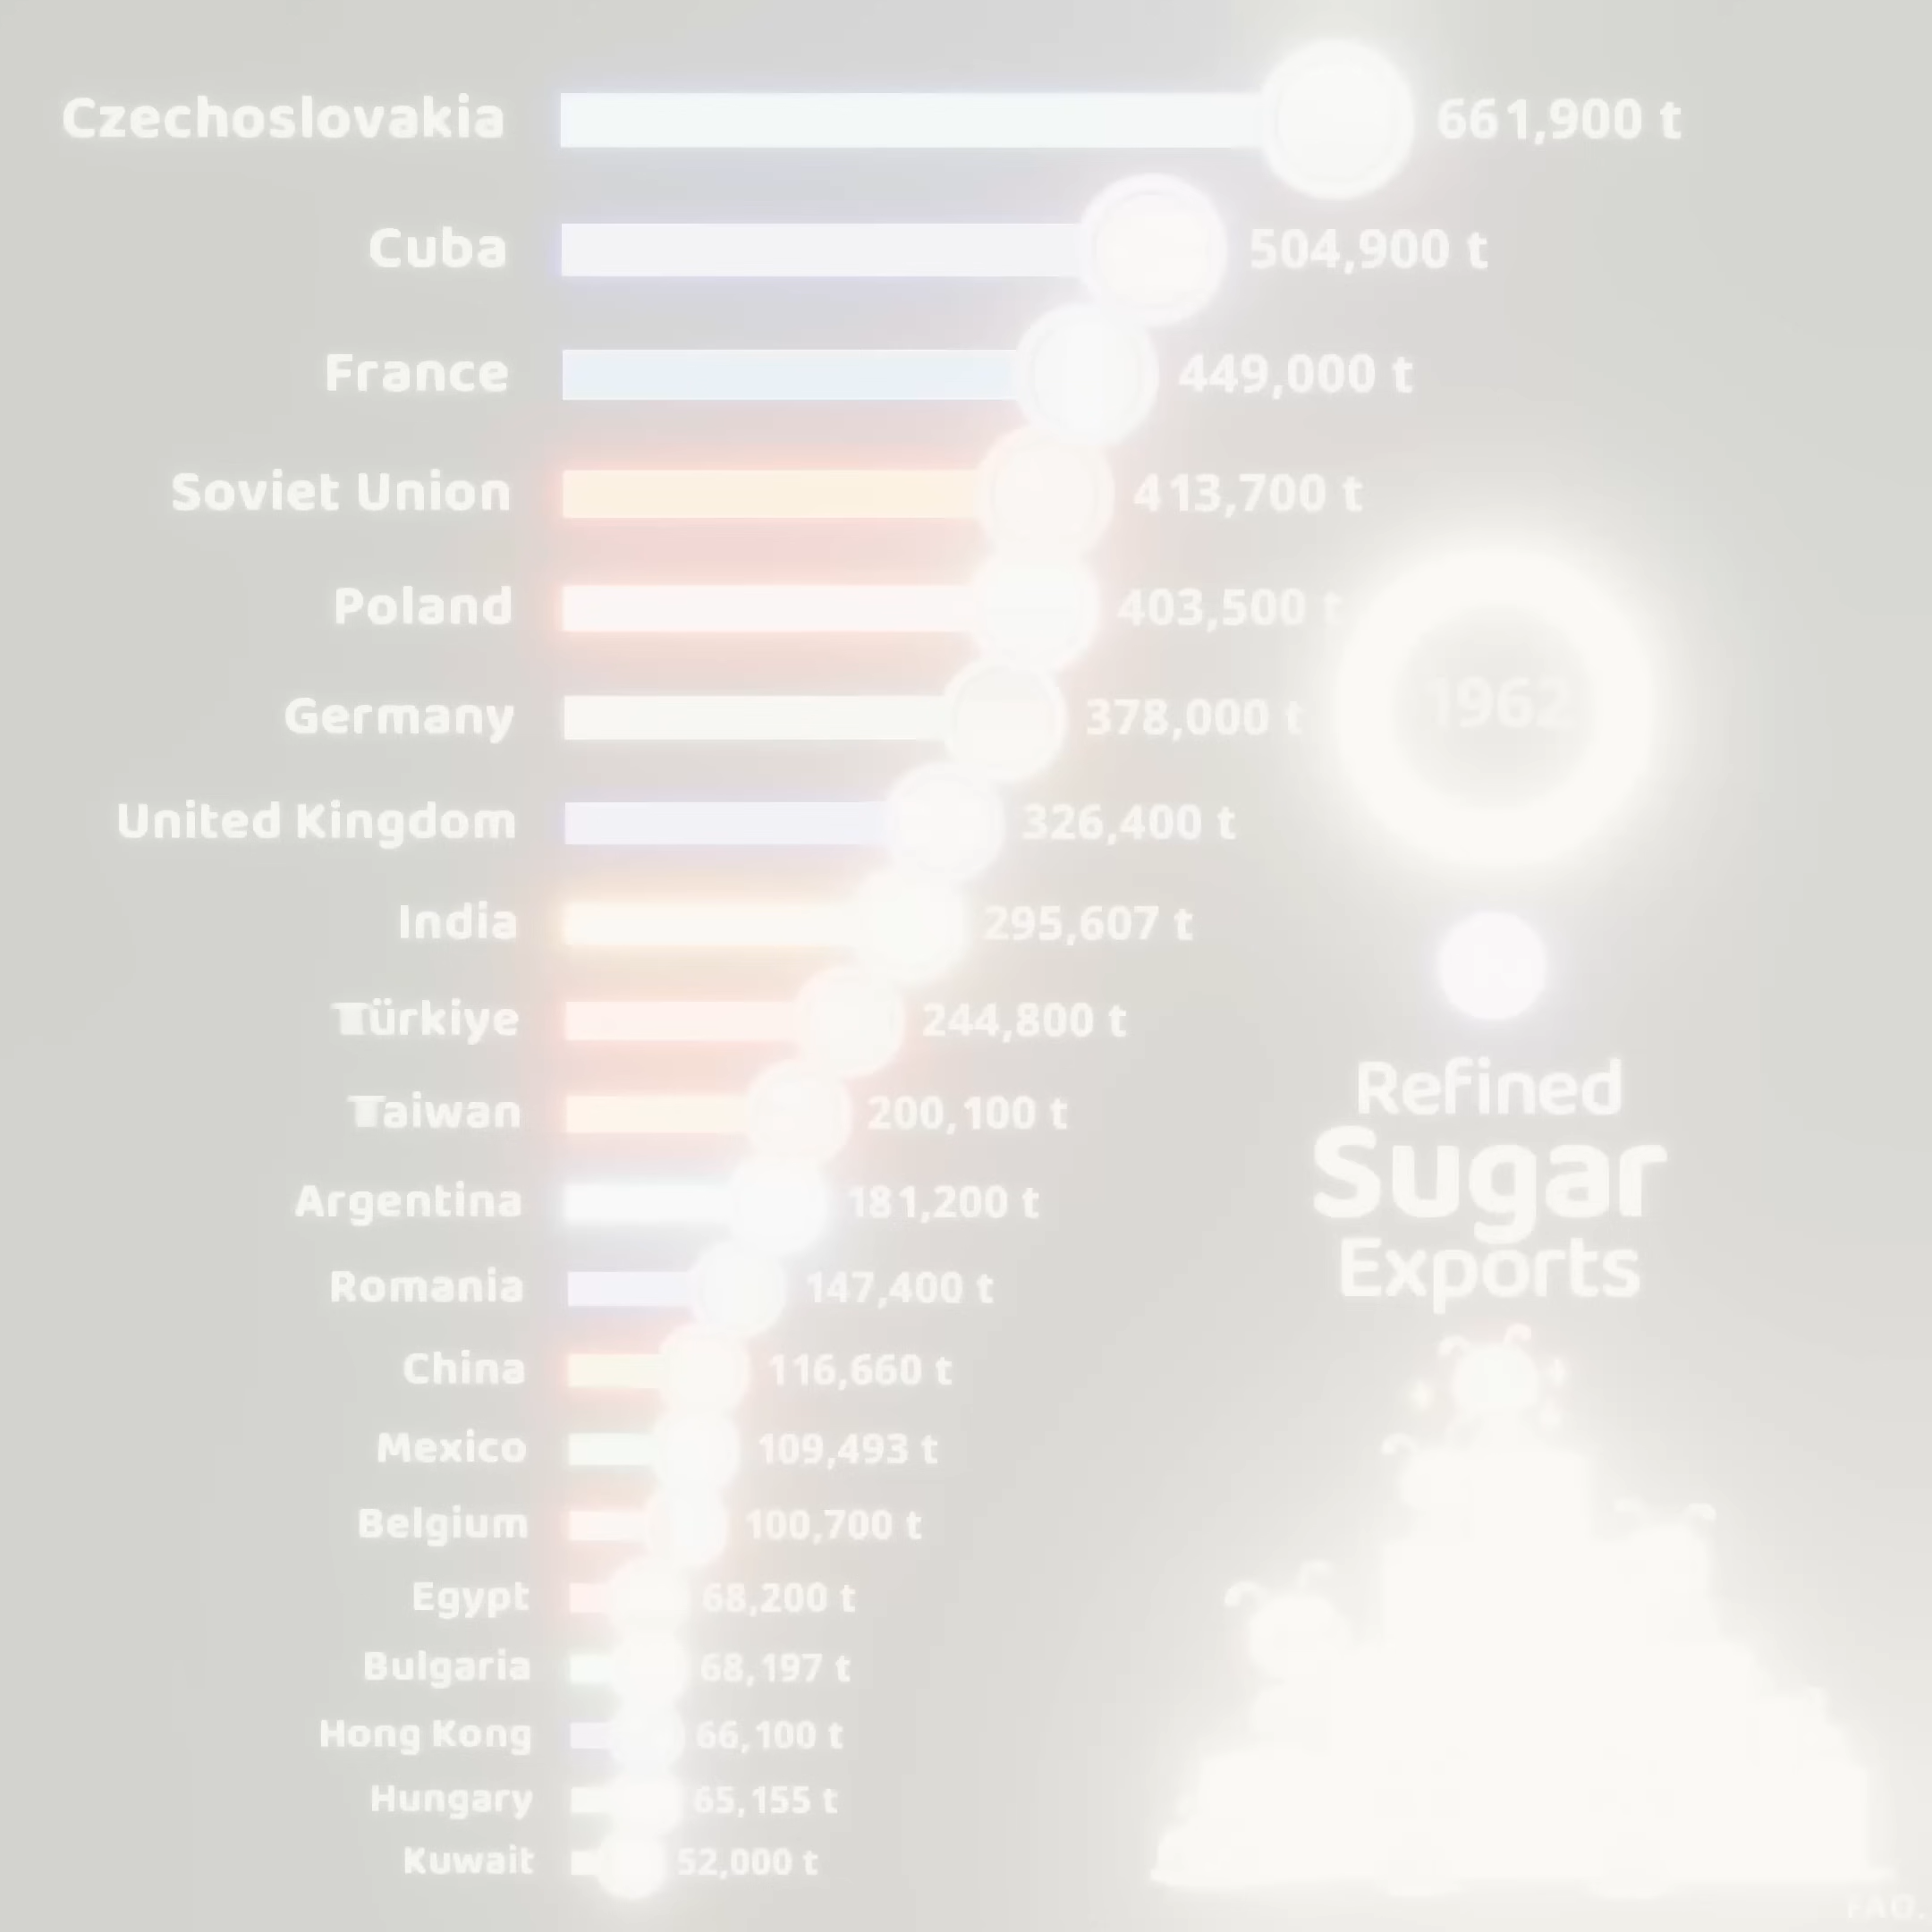 Czechoslovakia 661,900 t
Cuba 504,900 t
France 449,000 t
Soviet Union 413,700 t
Poland 403,500 t
Germany 378,000 t
United Kingdom 326,400 t
India 295,607 t
Türkiye 244,800 t
Taiwan 200,100 t
Argentina 181,200 t
Romania 147,400 t
China 116,660 t
Mexico 109,493 t
Belgium 100,700 t
Egypt 68,200 t
Bulgaria 68,197 t
Hong Kong 66,100 t
Hungary 65,155 t
Kuwait 52,000 t
1962
Refined
Sugar
Exports
FAO.